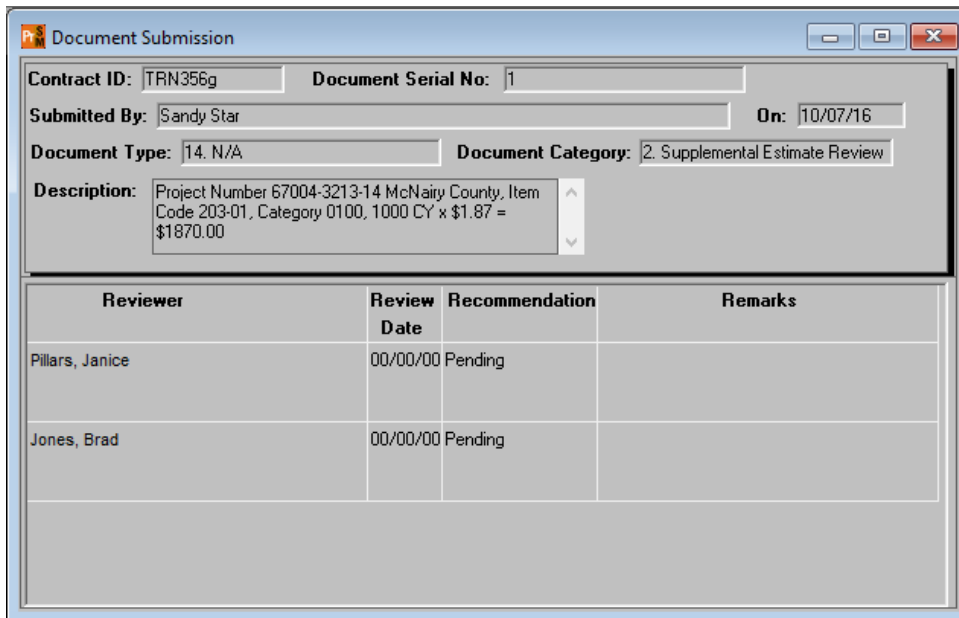 Document Submission
Contract ID: TRN356g Document Serial No: 1
Submitted By: Sandy Star On: 10/07/16
Document Type: 14. N/A Document Category: 2. Supplemental Estimate Review
Description: Project Number 67004-3213-14 McNairy County, Item
Code 203-01, Category 0100, 1000 CY x $1.87 =
$1870.00
Reviewer Review Recommendation Remarks
Date
Pillars, Janice 00/00/00 Pending
Jones, Brad 00/00/00 Pending